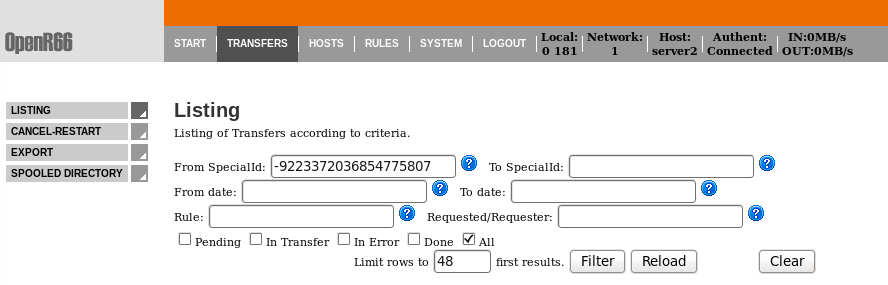 OpenR66
START TRANSFERS HOSTS RULES SYSTEM LOGOUT Local: 0 181 Network: 1 Host: server2 Authent: Connected IN:0MB/s OUT:0MB/s
LISTING
CANCEL-RESTART
EXPORT
SPOOLED DIRECTORY
Listing
Listing of Transfers according to criteria.
From SpecialId: -9223372036854775807 ? To SpecialId: ?
From date: ? To date: ?
Rule: ? Requested/Requester: ?
Pending In Transfer In Error Done All
Limit rows to 48 first results. Filter Reload Clear